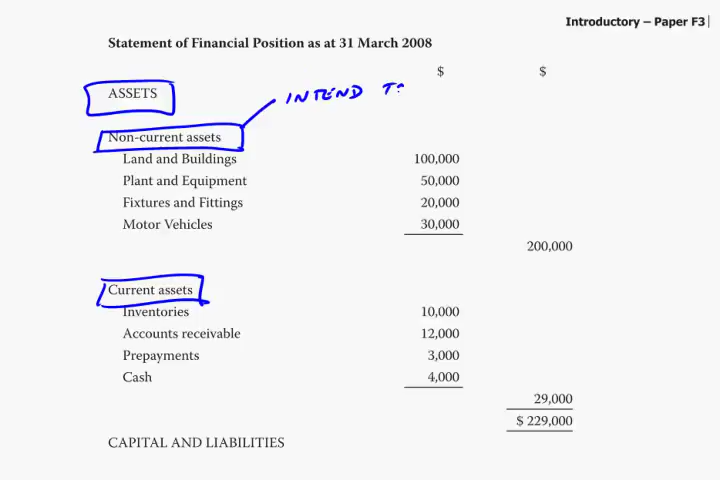 Introductory – Paper F3
Statement of Financial Position as at 31 March 2008
$ $
ASSETS
INTEND
Non-current assets
Land and Buildings 100,000
Plant and Equipment 50,000
Fixtures and Fittings 20,000
Motor Vehicles 30,000
200,000
Current assets
Inventories 10,000
Accounts receivable 12,000
Prepayments 3,000
Cash 4,000
29,000
$ 229,000
CAPITAL AND LIABILITIES